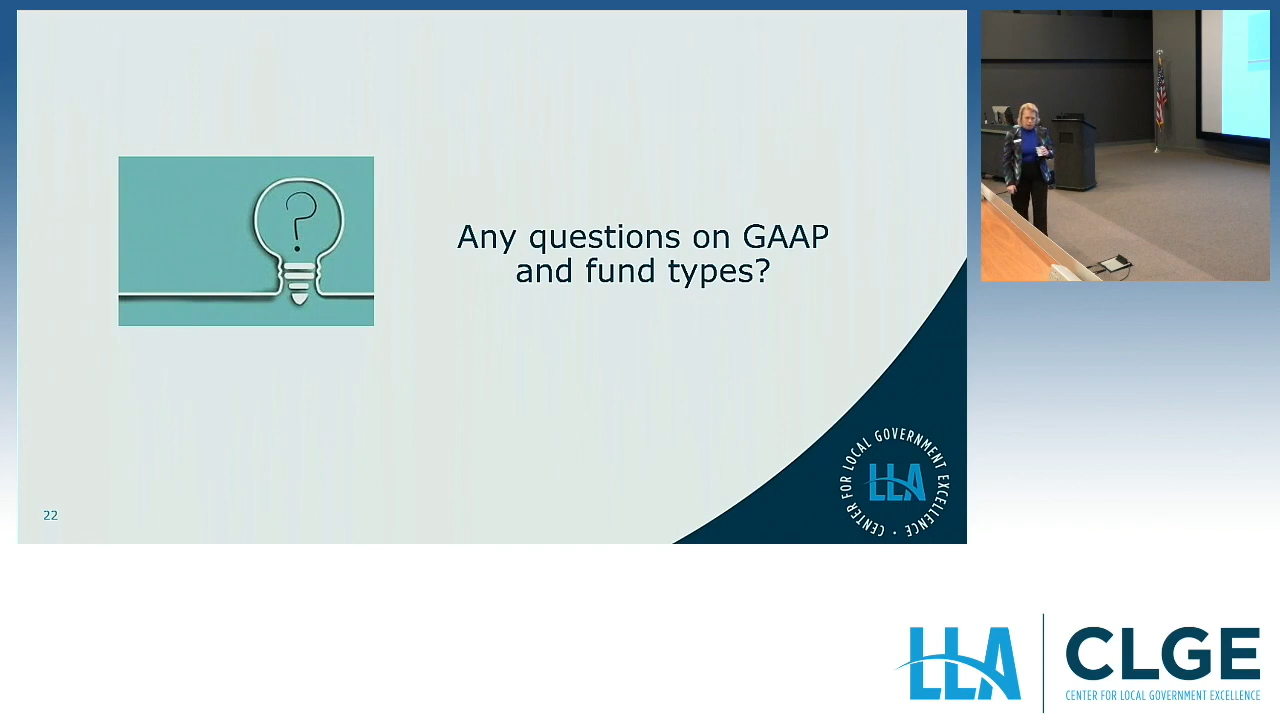 ?
Any questions on GAAP
and fund types?
CENTER FOR LOCAL GOVERNMENT EXCELLENCE ·
LLA
22
LLA
CLGE
CENTER FOR LOCAL GOVERNMENT EXCELLENCE